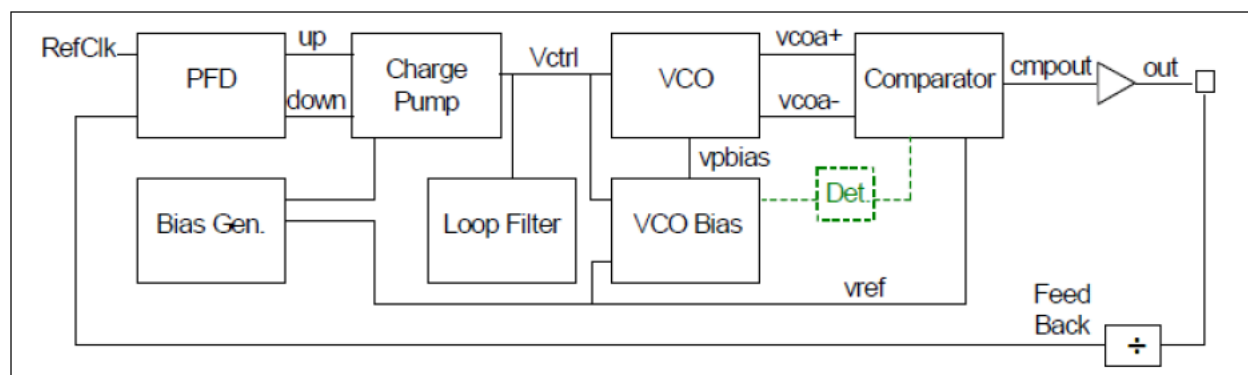 RefClk
PFD
up
down
Charge
Pump
Vctrl
VCO
vcoa+
vcoa-
Comparator
cmpout
out
Bias Gen.
Loop Filter
vpbias
VCO Bias
Det.
vref
Feed
Back
÷